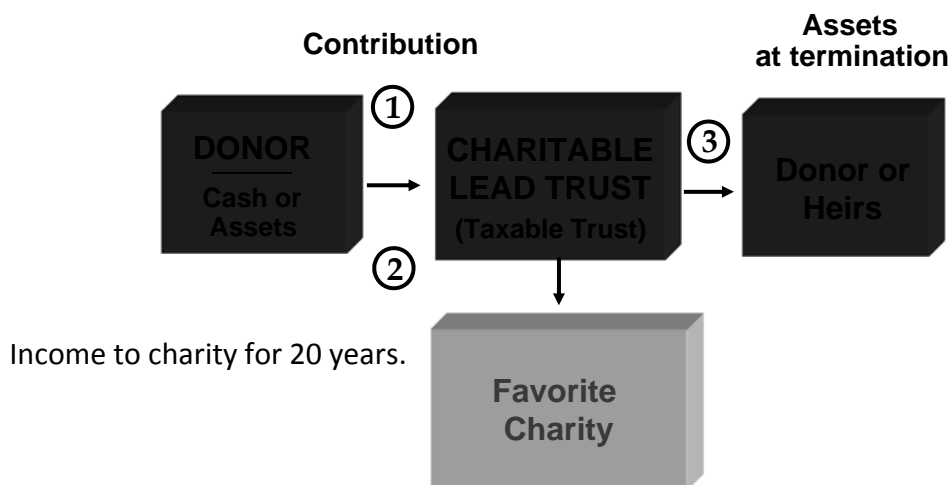 Contribution
Assets
at termination
1
DONOR
Cash or
Assets
CHARITABLE
LEAD TRUST
(Taxable Trust)
3
Donor or
Heirs
2
Income to charity for 20 years.
Favorite
Charity